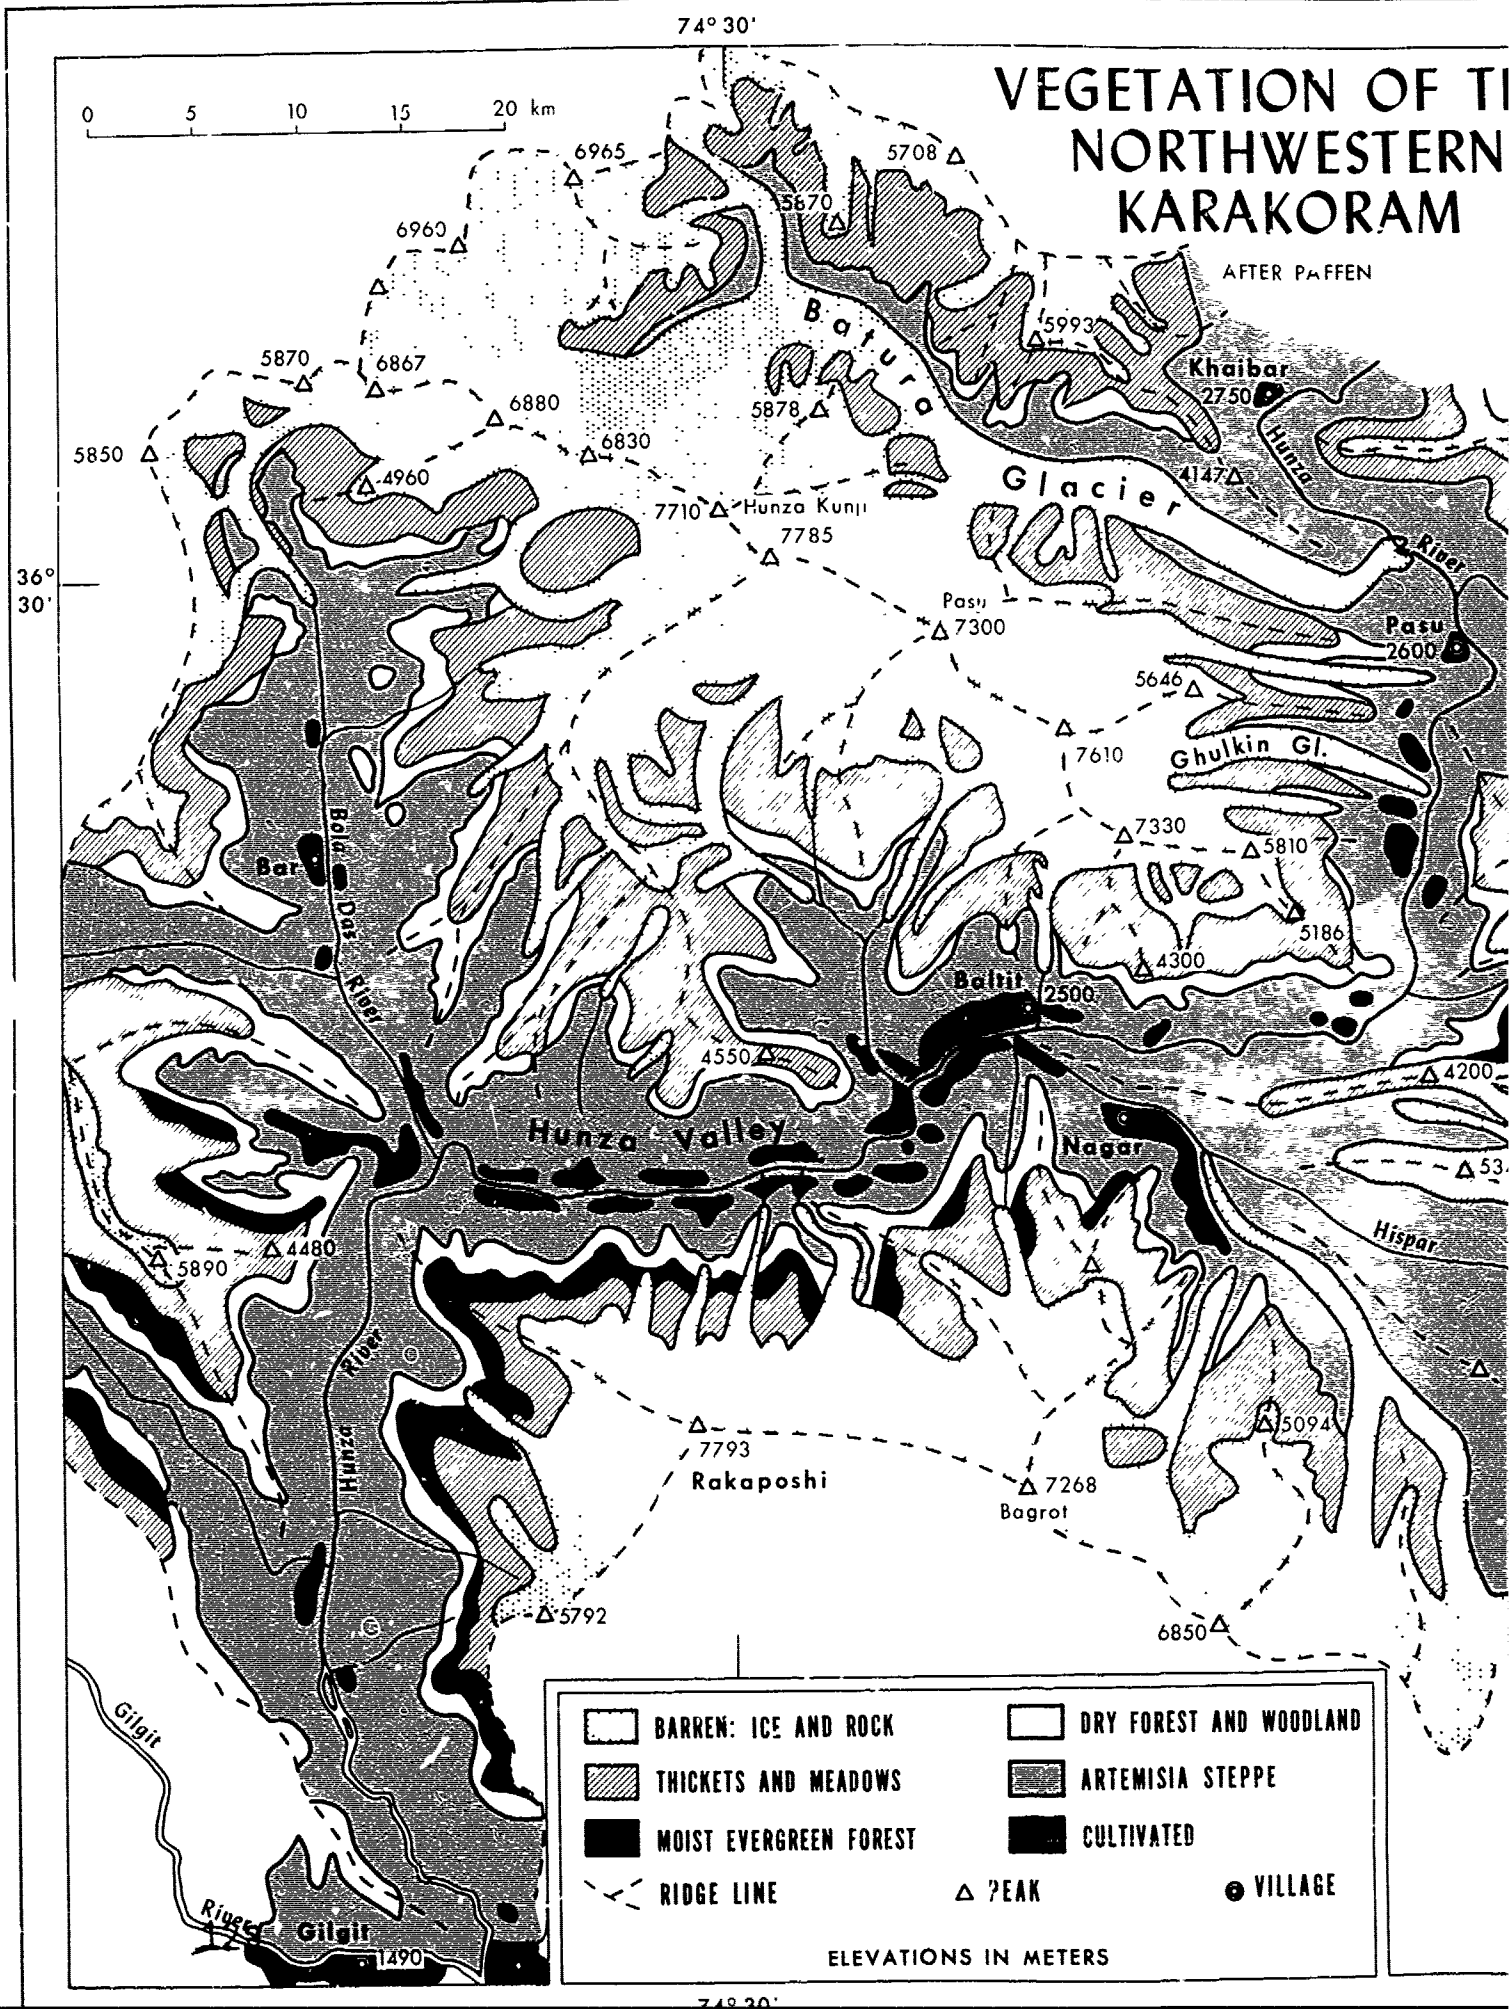 74° 30'
VEGETATION OF
NORTHWESTERN
KARAKORAM
AFTER PAFFEN
0 5 10 15 20 km
6965
5708
5870
6960
5993
Batura
Khaibar
2750
5870
6867
6880
5878
6830
5850
4960
Hunza
4147
Glacier
7710
Hunza Kunji
7785
River
36°
30'
Pasu
7300
Pasu
2600
5646
7610
Ghulkin Gl.
7330
5810
Bola Das River
Bar
5186
4300
Baltit
2500
4550
4200
Hunza Valley
Nagar
53
Hispar
4480
5890
Hunza River
5094
7793
Rakaposhi
7268
Bagrot
5792
6850
Gilgit
River
Gilgit
1490
BARREN: ICE AND ROCK
DRY FOREST AND WOODLAND
THICKETS AND MEADOWS
ARTEMISIA STEPPE
MOIST EVERGREEN FOREST
CULTIVATED
RIDGE LINE
PEAK
VILLAGE
ELEVATIONS IN METERS
74° 30'